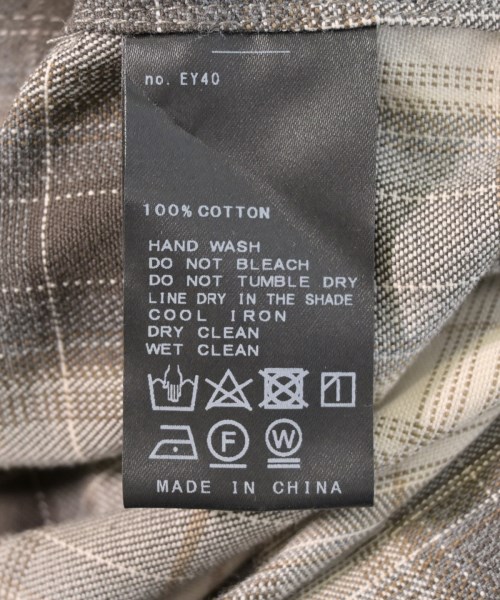 no. EY40
100% COTTON
HAND WASH
DO NOT BLEACH
DO NOT TUMBLE DRY
LINE DRY IN THE SHADE
COOL IRON
DRY CLEAN
WET CLEAN
F W
MADE IN CHINA